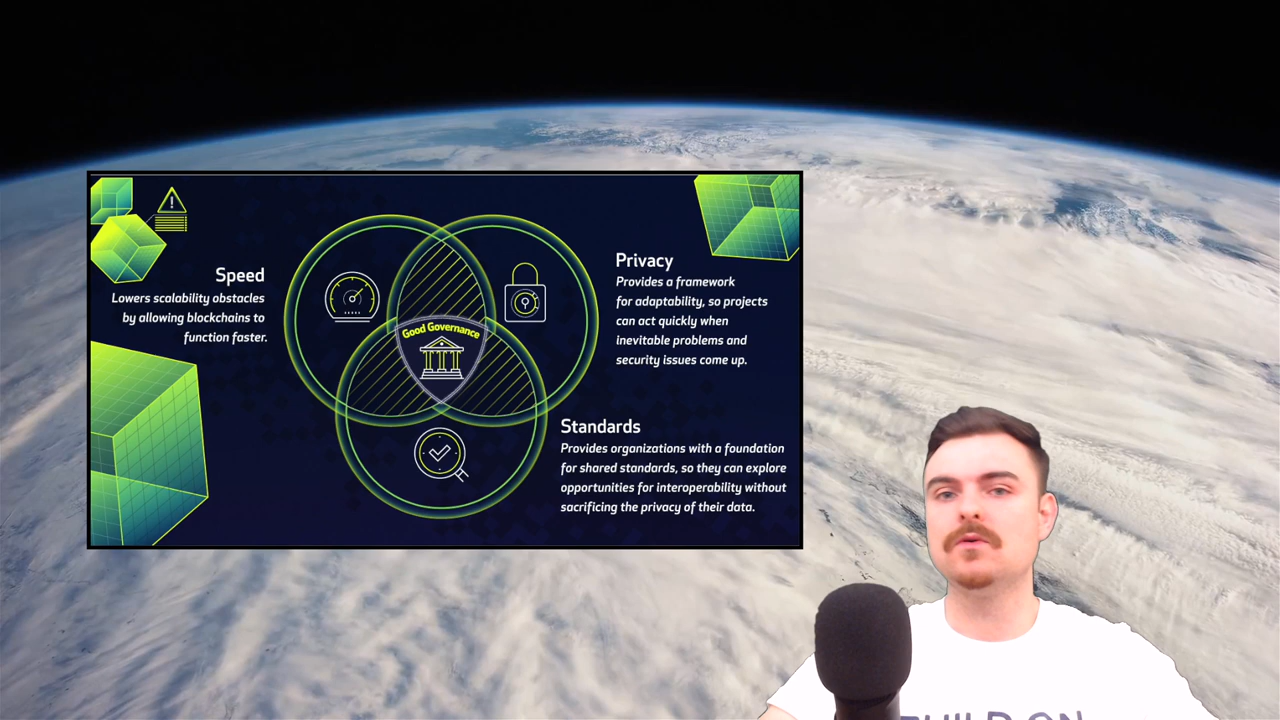 Speed
Lowers scalability obstacles
by allowing blockchains to
function faster.
Good Governance
Privacy
Provides a framework
for adaptability, so projects
can act quickly when
inevitable problems and
security issues come up.
Standards
Provides organizations with a foundation
for shared standards, so they can explore
opportunities for interoperability without
sacrificing the privacy of their data.
BUILD ON